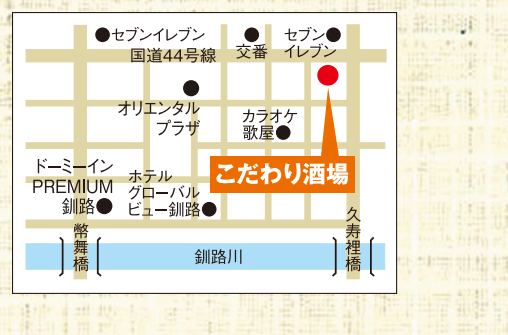 セブンイレブン
国道44号線
交番
セブン
イレブン
オリエンタル
プラザ
カラオケ
歌屋
こだわり酒場
ドーミーイン
PREMIUM
釧路
ホテル
グローバル
ビュー釧路
幣舞橋
釧路川
久寿裡橋